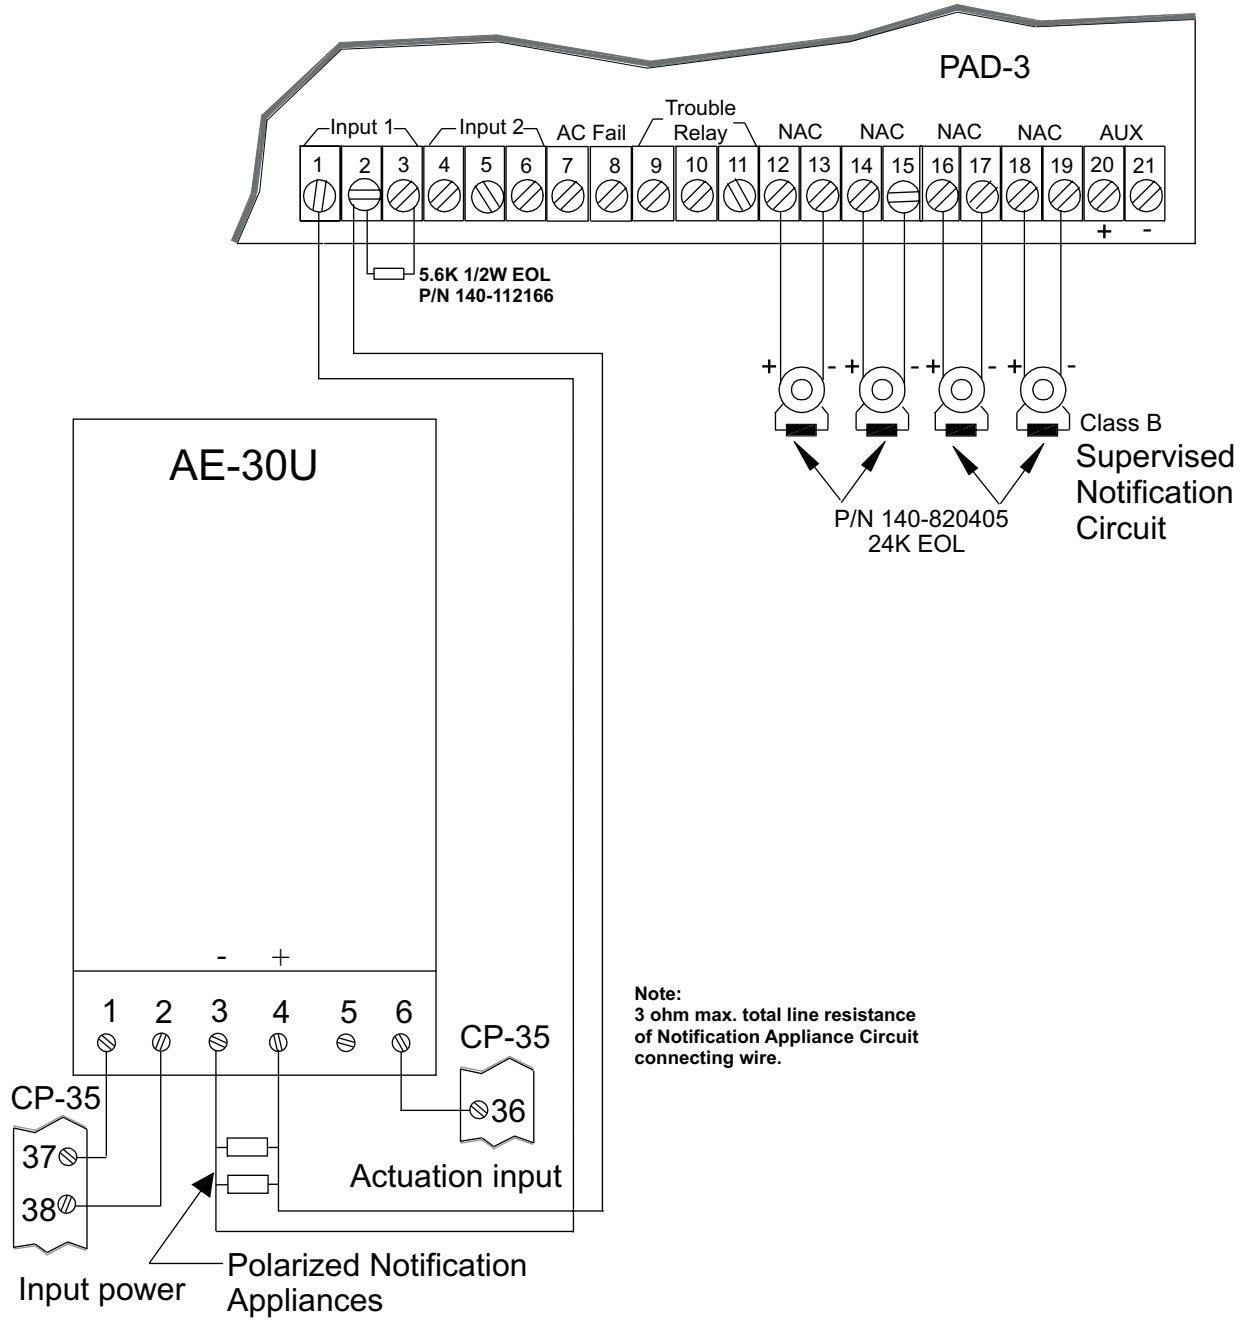 PAD-3
Trouble
Input 1 Input 2 AC Fail Relay NAC NAC NAC NAC AUX
1 2 3 4 5 6 7 8 9 10 11 12 13 14 15 16 17 18 19 20 21
+ -
5.6K 1/2W EOL
P/N 140-112166
+ - + - + - + -
Class B
Supervised
Notification
Circuit
P/N 140-820405
24K EOL
AE-30U
- +
1 2 3 4 5 6
Note:
3 ohm max. total line resistance
of Notification Appliance Circuit
connecting wire.
CP-35
36
Actuation input
CP-35
37
38
Input power
Polarized Notification
Appliances